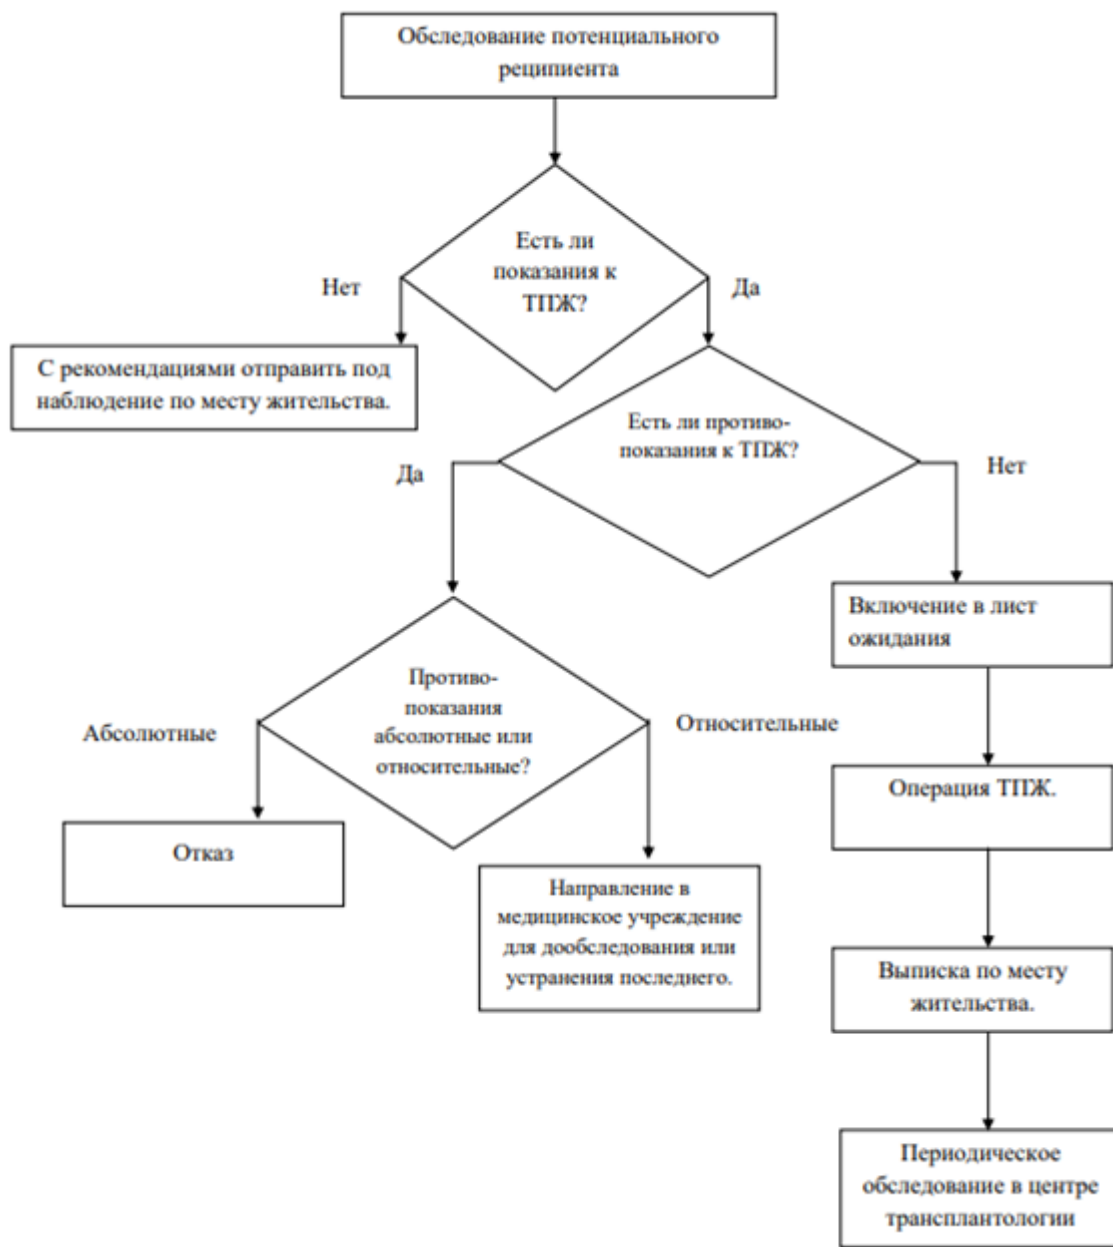 Обследование потенциального
реципиента
Есть ли
показания к
ТПЖ?
Нет
Да
С рекомендациями отправить под
наблюдение по месту жительства.
Есть ли противо-
показания к ТПЖ?
Да
Нет
Включение в лист
ожидания
Противо-
показания
абсолютные или
относительные?
Абсолютные
Относительные
Операция ТПЖ.
Отказ
Направление в
медицинское учреждение
для дообследования или
устранения последнего.
Выписка по месту
жительства.
Периодическое
обследование в центре
трансплантологии